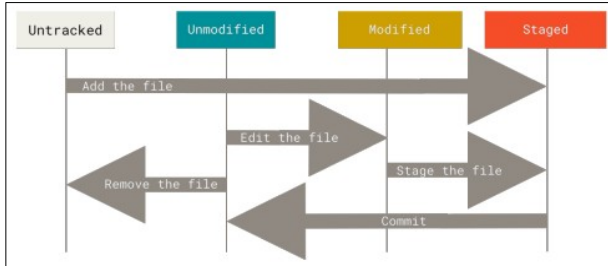 Untracked
Unmodified
Modified
Staged
Add the file
Edit the file
Stage the file
Remove the file
Commit